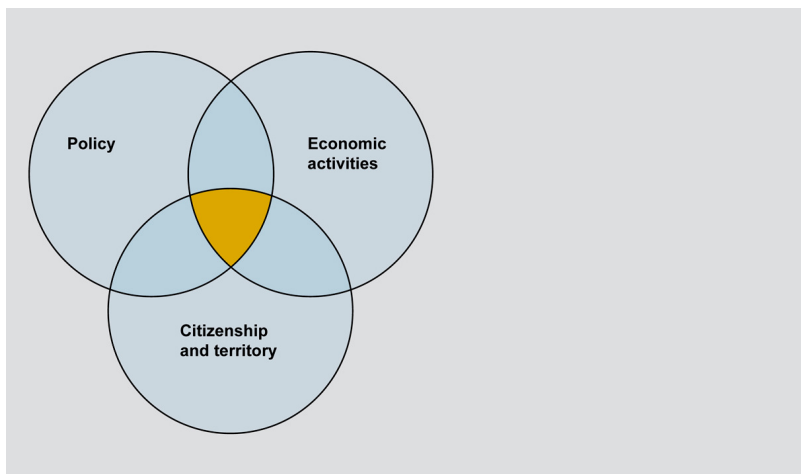 Policy
Economic
activities
Citizenship
and territory